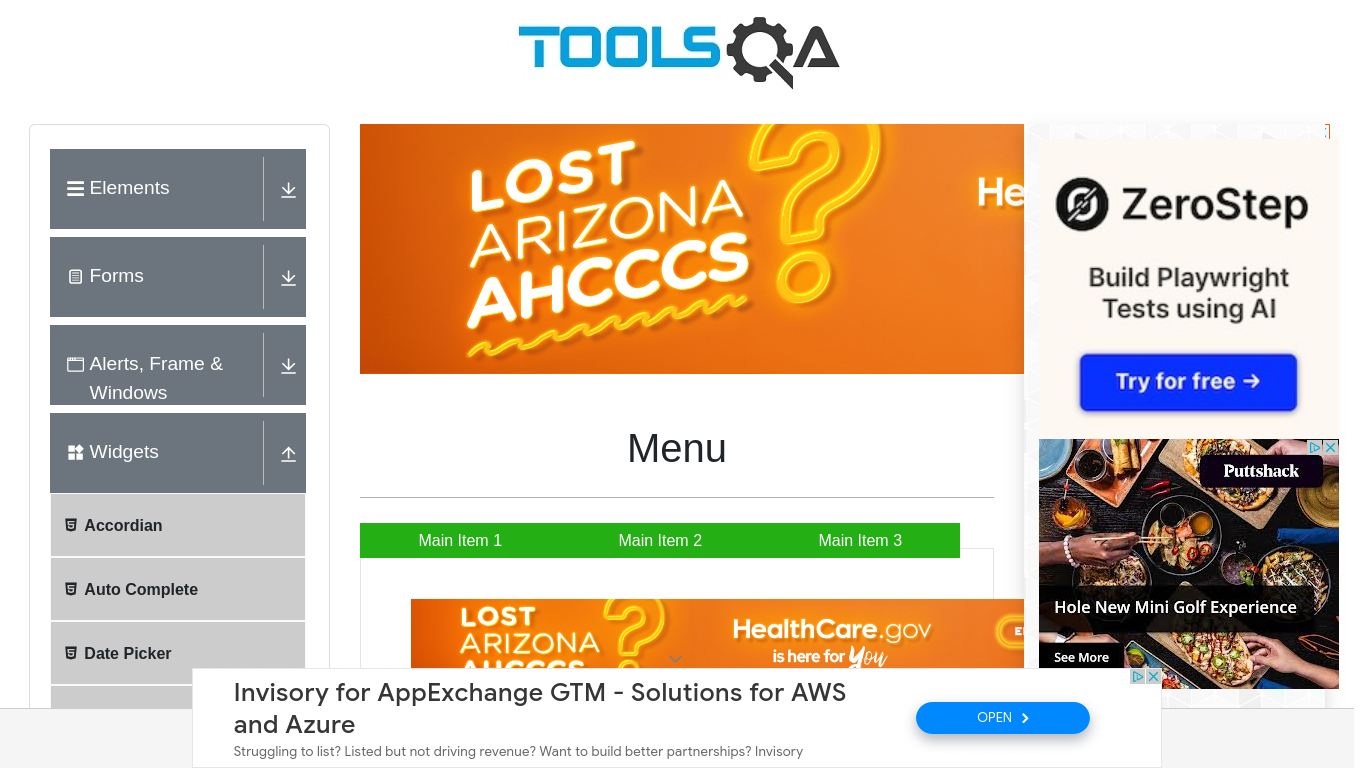 TOOLSQA
Elements
Forms
Alerts, Frame &
Windows
Widgets
Accordian
Auto Complete
Date Picker
LOST
ARIZONA
AHCCCS
?
He
Menu
Main Item 1
Main Item 2
Main Item 3
LOST
ARIZONA
?
HealthCare.gov
is here for You
ZeroStep
Build Playwright
Tests using AI
Try for free →
Puttshack
Hole New Mini Golf Experience
See More
Invisory for AppExchange GTM - Solutions for AWS
and Azure
Struggling to list? Listed but not driving revenue? Want to build better partnerships? Invisory
OPEN